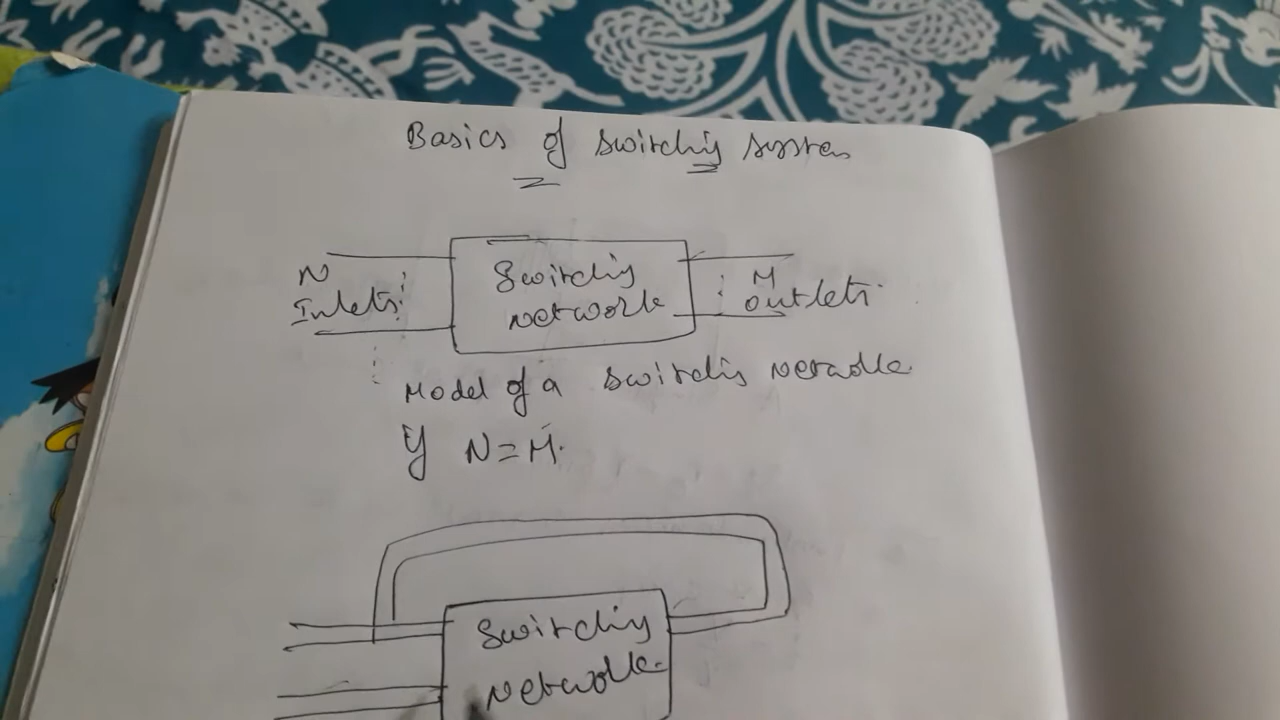 Basics of switching system
N
Inlets
Switching
network
M
outlets
Model of a switching network
If N=M.
Switching
network